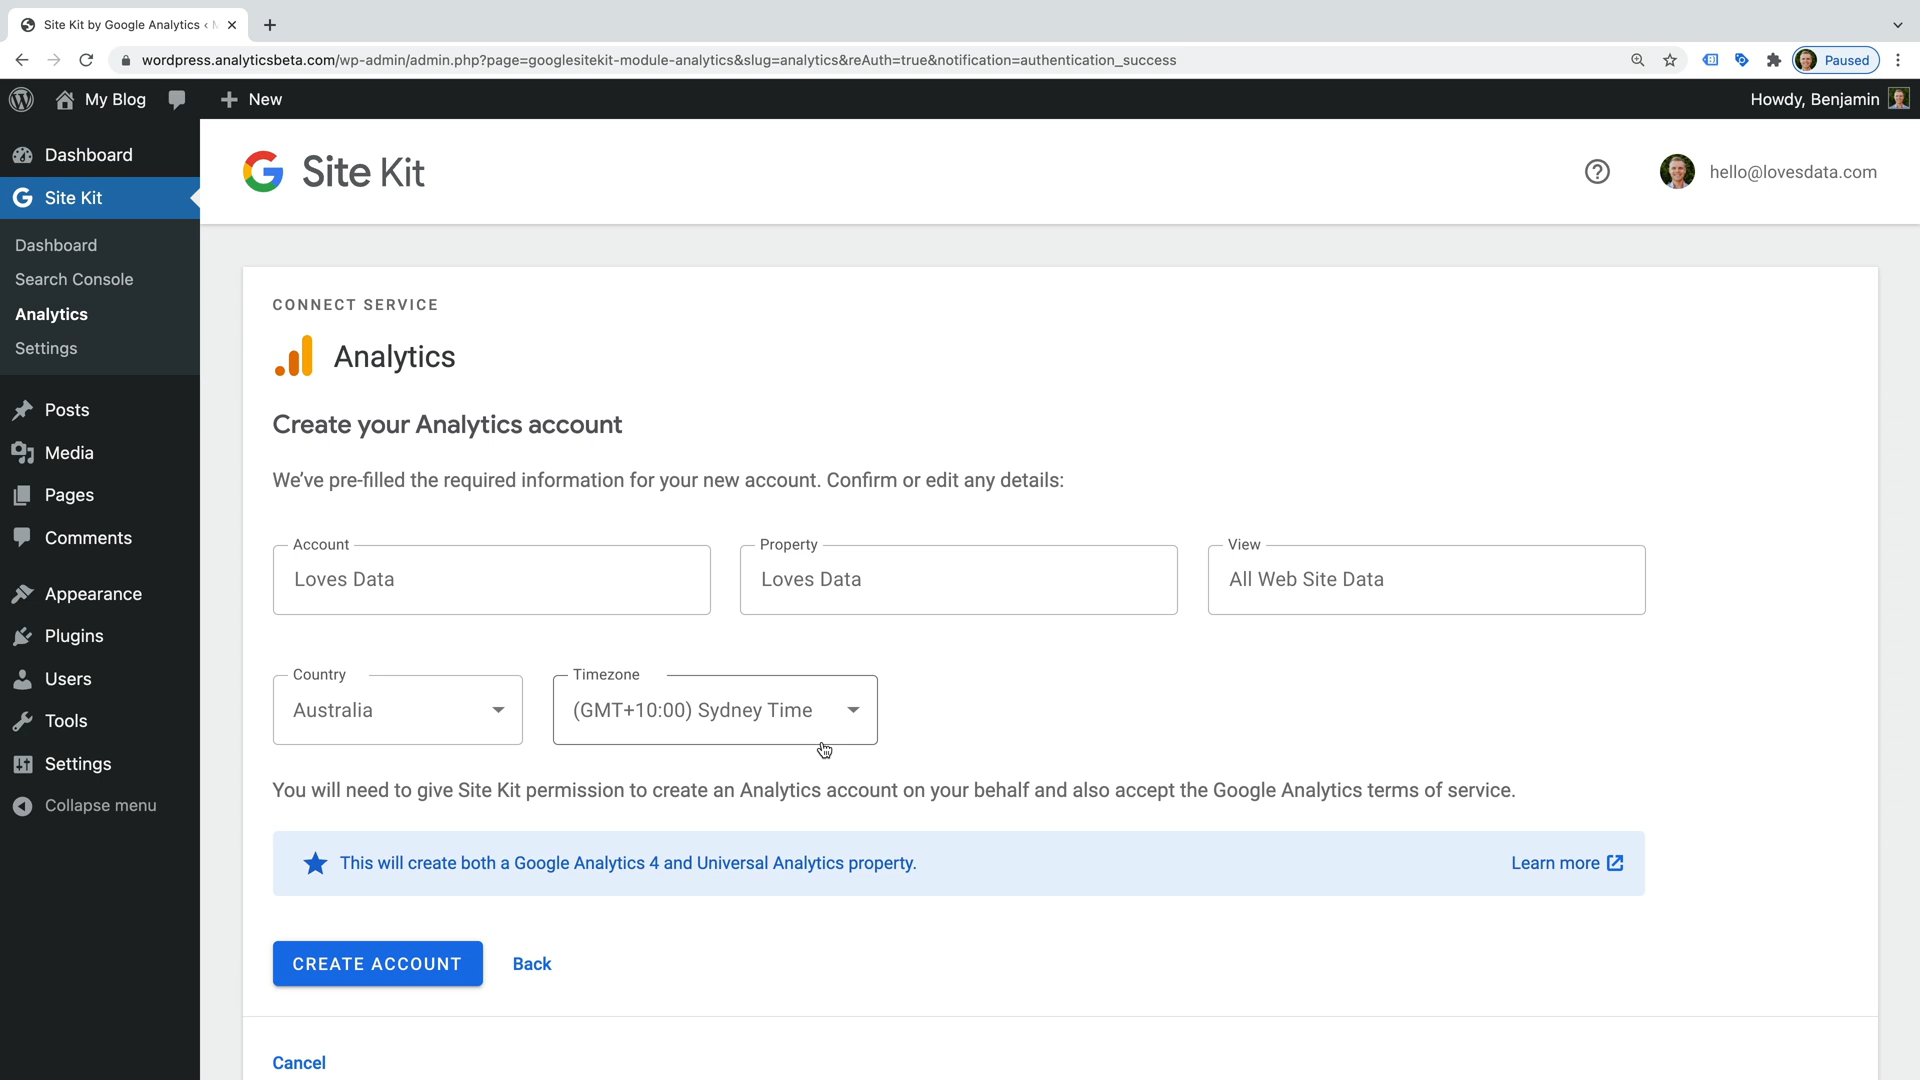 Site Kit by Google Analytics ‹
wordpress.analyticsbeta.com/wp-admin/admin.php?page=googlesitekit-module-analytics&slug=analytics&reAuth=true&notification=authentication_success
Paused
My Blog
New
Howdy, Benjamin
Dashboard
Site Kit
Dashboard
Search Console
Analytics
Settings
Posts
Media
Pages
Comments
Appearance
Plugins
Users
Tools
Settings
Collapse menu
Site Kit
hello@lovesdata.com
CONNECT SERVICE
Analytics
Create your Analytics account
We’ve pre-filled the required information for your new account. Confirm or edit any details:
Account
Loves Data
Property
Loves Data
View
All Web Site Data
Country
Australia
Timezone
(GMT+10:00) Sydney Time
You will need to give Site Kit permission to create an Analytics account on your behalf and also accept the Google Analytics terms of service.
This will create both a Google Analytics 4 and Universal Analytics property.
Learn more
CREATE ACCOUNT
Back
Cancel